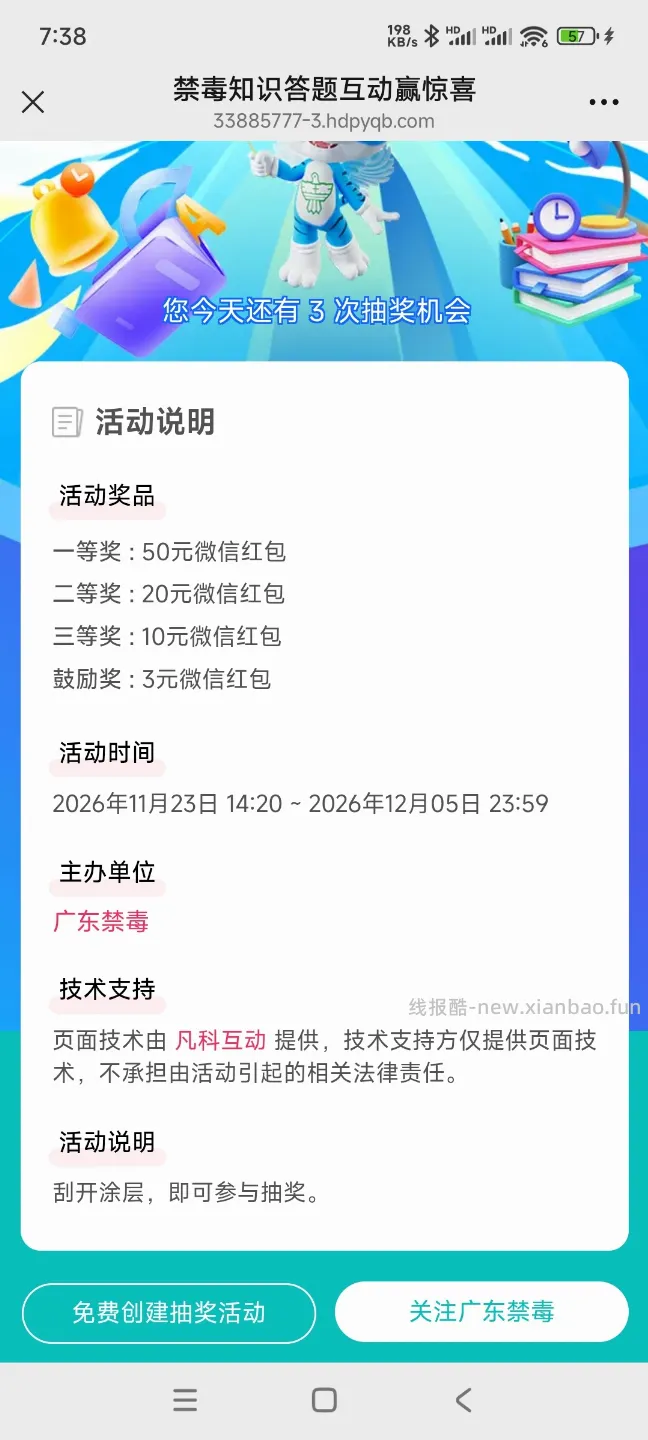 7:38
198 KB/s HD HD 6 57
禁毒知识答题互动赢惊喜
33885777-3.hdpyqb.com
您今天还有 3 次抽奖机会
活动说明
活动奖品
一等奖：50元微信红包
二等奖：20元微信红包
三等奖：10元微信红包
鼓励奖：3元微信红包
活动时间
2026年11月23日 14:20 ~ 2026年12月05日 23:59
主办单位
广东禁毒
技术支持
线报酷-new.xianbao.fun
页面技术由 凡科互动 提供，技术支持方仅提供页面技
术，不承担由活动引起的相关法律责任。
活动说明
刮开涂层，即可参与抽奖。
免费创建抽奖活动
关注广东禁毒